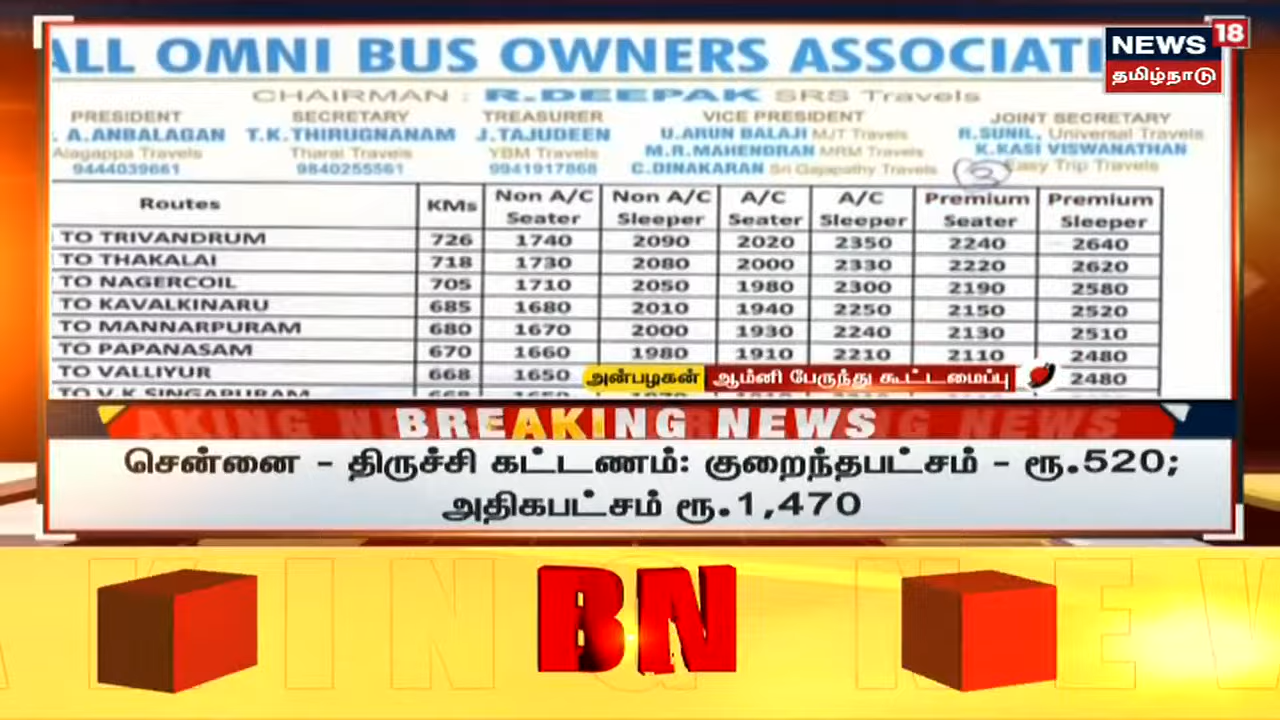 ALL OMNI BUS OWNERS ASSOCIATI
NEWS 18
தமிழ்நாடு
CHAIRMAN : R.DEEPAK SRS Travels
PRESIDENT SECRETARY TREASURER VICE PRESIDENT JOINT SECRETARY
A.ANBALAGAN T.K.THIRUGNANAM J.TAJUDEEN U.ARUN BALAJI MJT Travels R.SUNIL, Universal Travels
Alagappa Travels Tharai Travels YBM Travels M.R.MAHENDRAN MRM Travels K.KASI VISWANATHAN
9444039661 9840255561 9941917868 C.DINAKARAN Sri Gajapathy Travels Easy Trip Travels
Routes KMs Non A/C Seater Non A/C Sleeper A/C Seater A/C Sleeper Premium Seater Premium Sleeper
TO TRIVANDRUM 726 1740 2090 2020 2350 2240 2640
TO THAKALAI 718 1730 2080 2000 2330 2220 2620
TO NAGERCOIL 705 1710 2050 1980 2300 2190 2580
TO KAVALKINARU 685 1680 2010 1940 2250 2150 2520
TO MANNARPURAM 680 1670 2000 1930 2240 2130 2510
TO PAPANASAM 670 1660 1980 1910 2210 2110 2480
TO VALLIYUR 668 1650 2480
அன்பழகன் ஆம்னி பேருந்து கூட்டமைப்பு
TO V.K.SINGAPURAM 668
BREAKING NEWS
சென்னை - திருச்சி கட்டணம்: குறைந்தபட்சம் - ரூ.520;
அதிகபட்சம் ரூ.1,470
BN